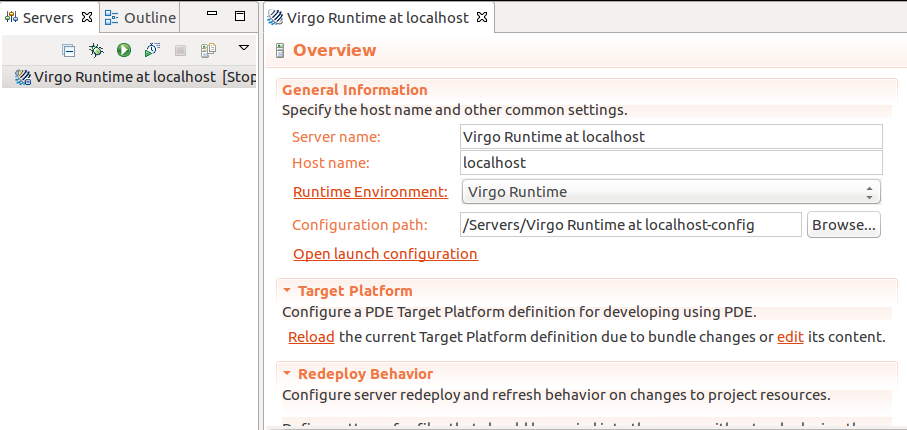 Servers
Outline
Virgo Runtime at localhost [Stop
Virgo Runtime at localhost
Overview
General Information
Specify the host name and other common settings.
Server name: Virgo Runtime at localhost
Host name: localhost
Runtime Environment: Virgo Runtime
Configuration path: /Servers/Virgo Runtime at localhost-config Browse...
Open launch configuration
Target Platform
Configure a PDE Target Platform definition for developing using PDE.
Reload the current Target Platform definition due to bundle changes or edit its content.
Redeploy Behavior
Configure server redeploy and refresh behavior on changes to project resources.